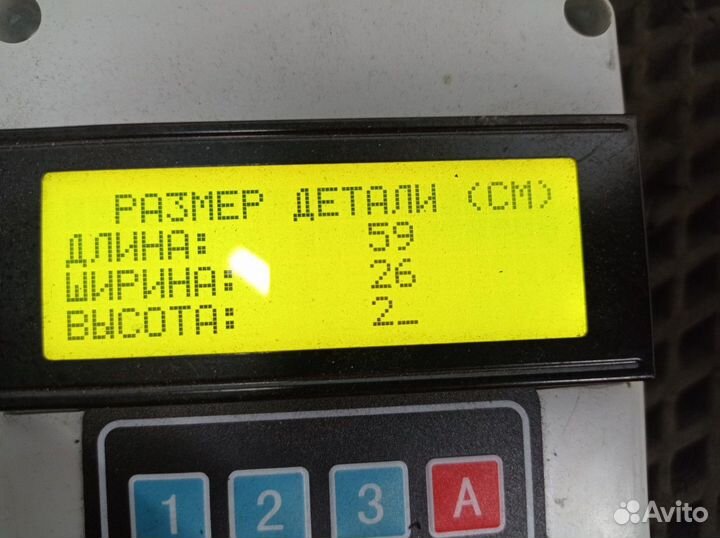 РАЗМЕР ДЕТАЛИ (СМ)
ДЛИНА: 59
ШИРИНА: 26
ВЫСОТА: 2_
1 2 3 A
Avito